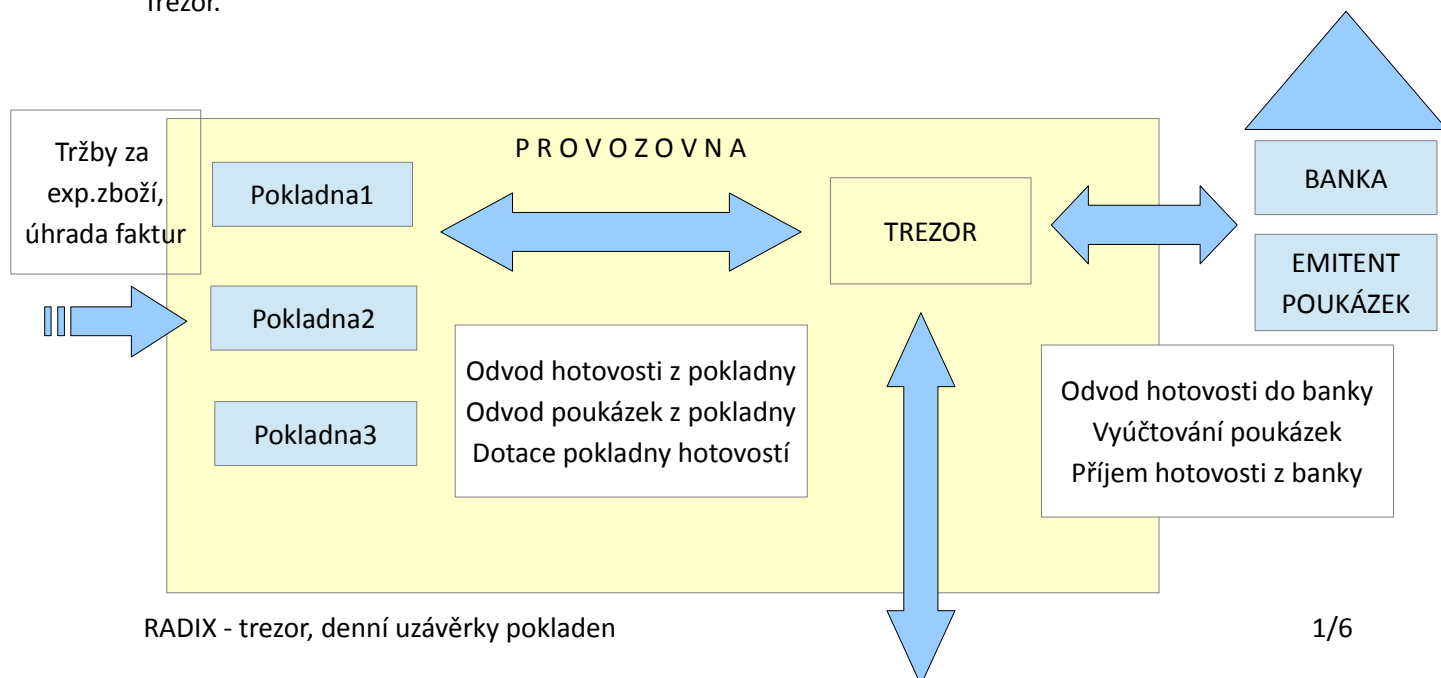 Trezor.
Tržby za
exp.zboží,
úhrada faktur
P R O V O Z O V N A
Pokladna1
Pokladna2
Pokladna3
TREZOR
BANKA
EMITENT
POUKÁZEK
Odvod hotovosti z pokladny
Odvod poukázek z pokladny
Dotace pokladny hotovostí
Odvod hotovosti do banky
Vyúčtování poukázek
Příjem hotovosti z banky
RADIX - trezor, denní uzávěrky pokladen
1/6